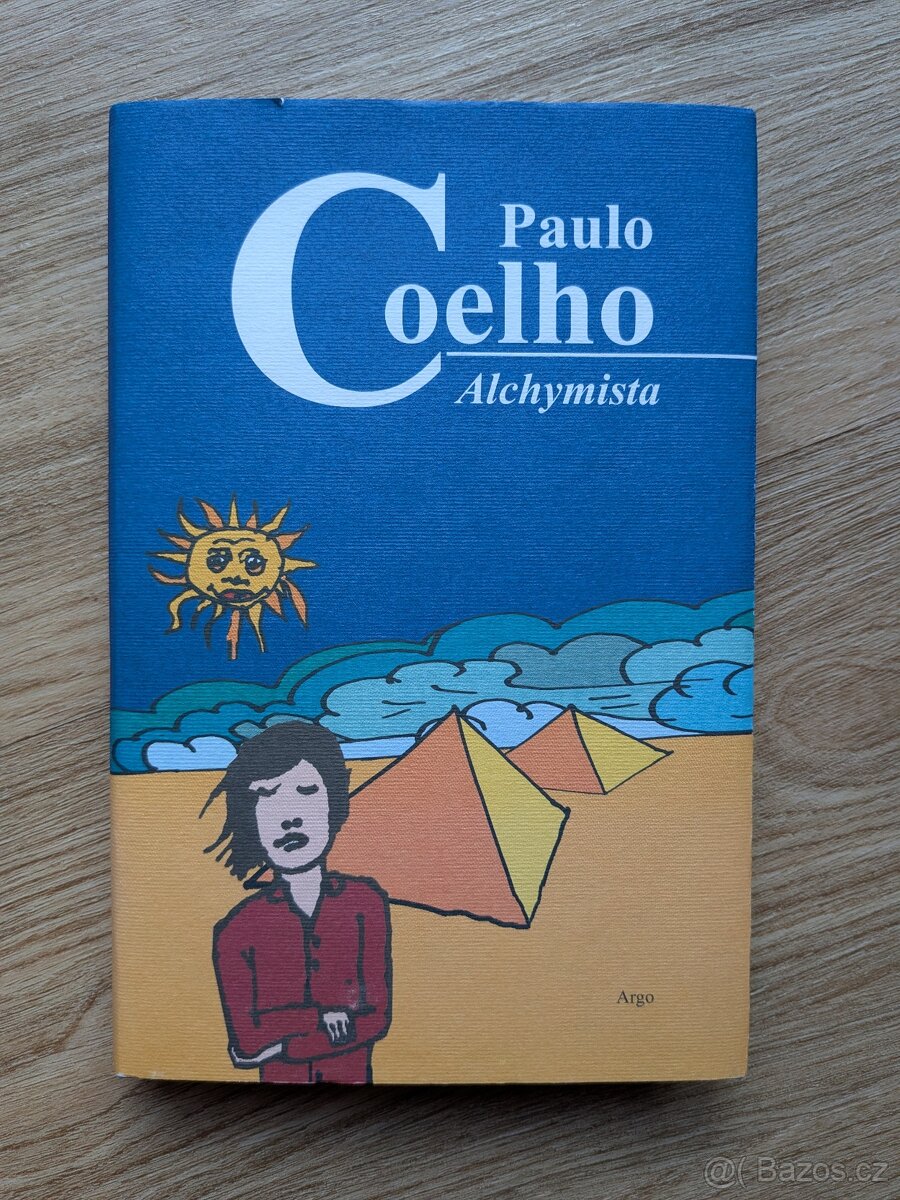 Paulo
Coelho
Alchymista
Argo
@( Bazos.cz